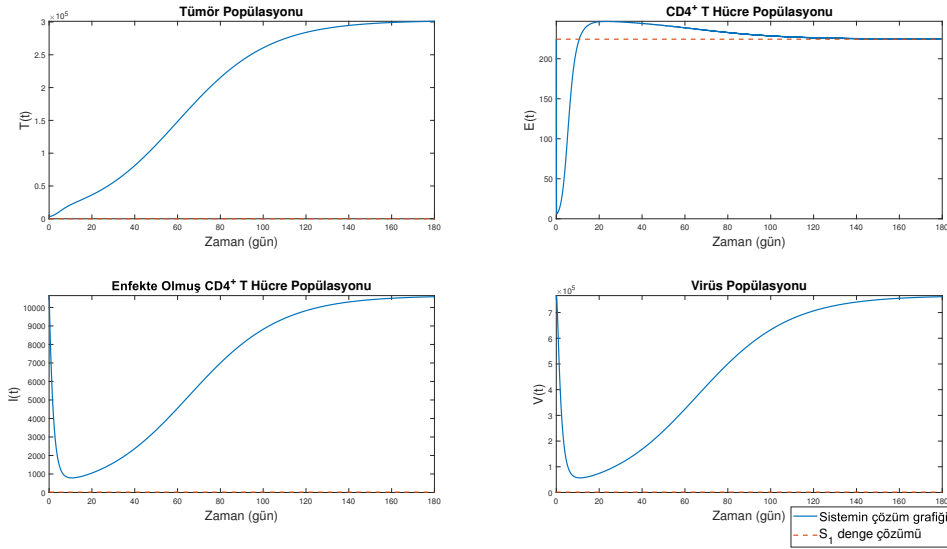 Tümör Popülasyonu
×10⁵
3
2.5
2
1.5
1
0.5
0
T(t)
0 20 40 60 80 100 120 140 160 180
Zaman (gün)
CD4⁺ T Hücre Popülasyonu
200
150
100
50
0
E(t)
0 20 40 60 80 100 120 140 160 180
Zaman (gün)
Enfekte Olmuş CD4⁺ T Hücre Popülasyonu
10000
9000
8000
7000
6000
5000
4000
3000
2000
1000
0
I(t)
0 20 40 60 80 100 120 140 160 180
Zaman (gün)
Virüs Popülasyonu
×10⁵
7
6
5
4
3
2
1
0
V(t)
0 20 40 60 80 100 120 140 160 180
Zaman (gün)
Sistemin çözüm grafiği
S₁ denge çözümü